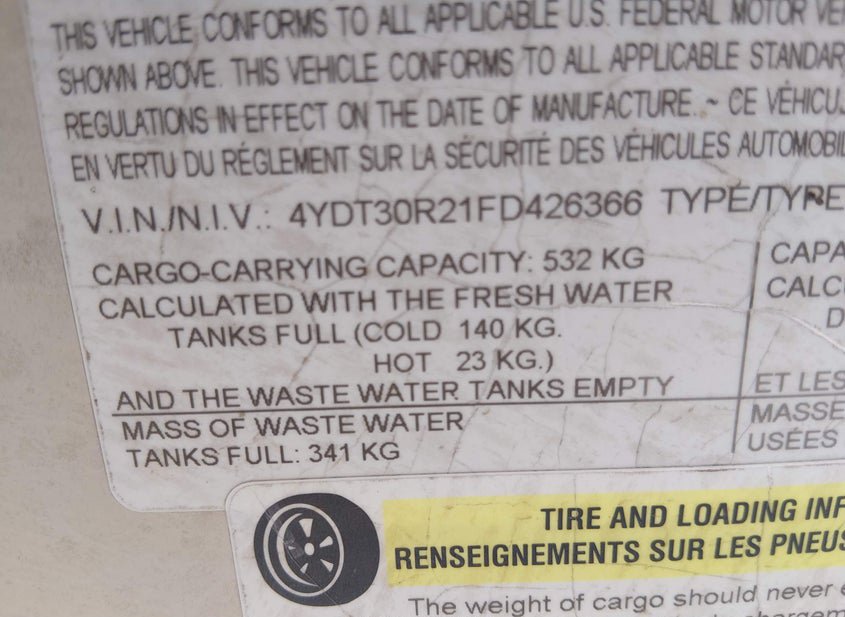 THIS VEHICLE CONFORMS TO ALL APPLICABLE U.S. FEDERAL MOTOR VE
SHOWN ABOVE. THIS VEHICLE CONFORMS TO ALL APPLICABLE STANDAR
REGULATIONS IN EFFECT ON THE DATE OF MANUFACTURE. ~ CE VÉHICU
EN VERTU DU RÉGLEMENT SUR LA SÉCURITÉ DES VÉHICULES AUTOMOBI
V.I.N./N.I.V.: 4YDT30R21FD426366 TYPE/TYPE
CARGO-CARRYING CAPACITY: 532 KG
CALCULATED WITH THE FRESH WATER
TANKS FULL (COLD 140 KG.
HOT 23 KG.)
AND THE WASTE WATER TANKS EMPTY
MASS OF WASTE WATER
TANKS FULL: 341 KG
CAPA
CALC
D
ET LES
MASSE
USÉES
TIRE AND LOADING INF
RENSEIGNEMENTS SUR LES PNEUS
The weight of cargo should never